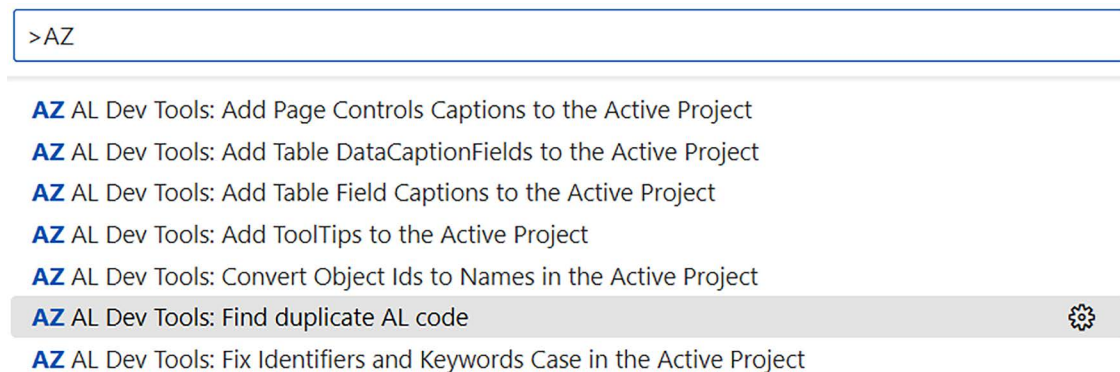 >AZ
AZ AL Dev Tools: Add Page Controls Captions to the Active Project
AZ AL Dev Tools: Add Table DataCaptionFields to the Active Project
AZ AL Dev Tools: Add Table Field Captions to the Active Project
AZ AL Dev Tools: Add ToolTips to the Active Project
AZ AL Dev Tools: Convert Object Ids to Names in the Active Project
AZ AL Dev Tools: Find duplicate AL code
AZ AL Dev Tools: Fix Identifiers and Keywords Case in the Active Project